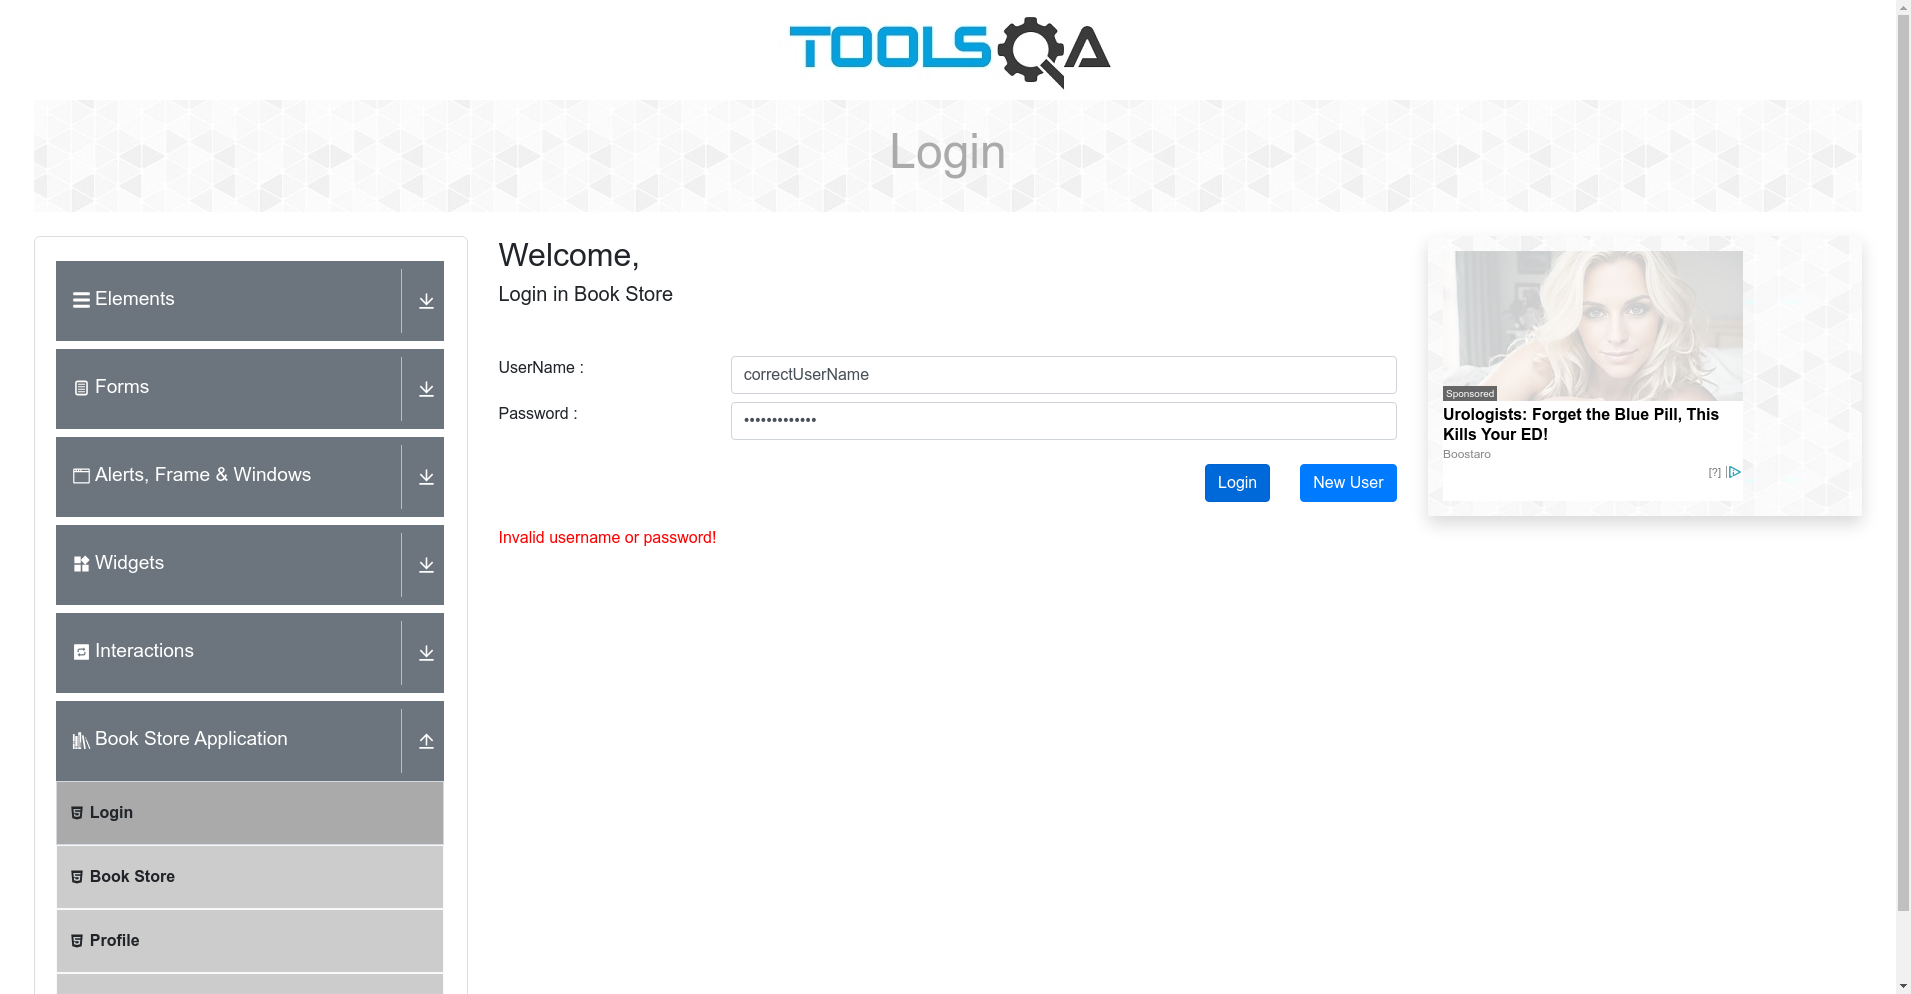 TOOLSQA
Login
Elements
Forms
Alerts, Frame & Windows
Widgets
Interactions
Book Store Application
Login
Book Store
Profile
Welcome,
Login in Book Store
UserName :
correctUserName
Password :
•••••••••••••
Login
New User
Invalid username or password!
Sponsored
Urologists: Forget the Blue Pill, This
Kills Your ED!
Boostaro
[?]